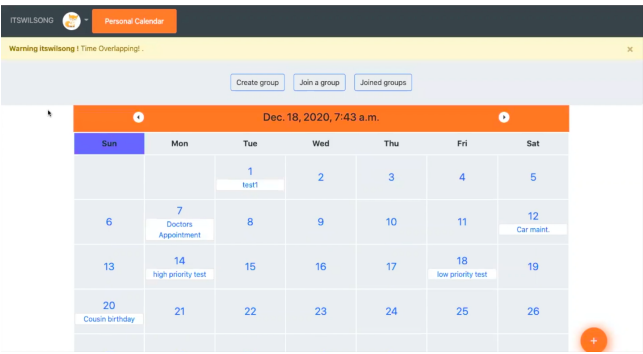 ITSWILSONG Personal Calendar
Warning itswilsong ! Time Overlapping! . ×
Create group Join a group Joined groups
Dec. 18, 2020, 7:43 a.m.
Sun Mon Tue Wed Thu Fri Sat
1 2 3 4 5
test1
6 7 8 9 10 11 12
Doctors Appointment Car maint.
13 14 15 16 17 18 19
high priority test low priority test
20 21 22 23 24 25 26
Cousin birthday
+